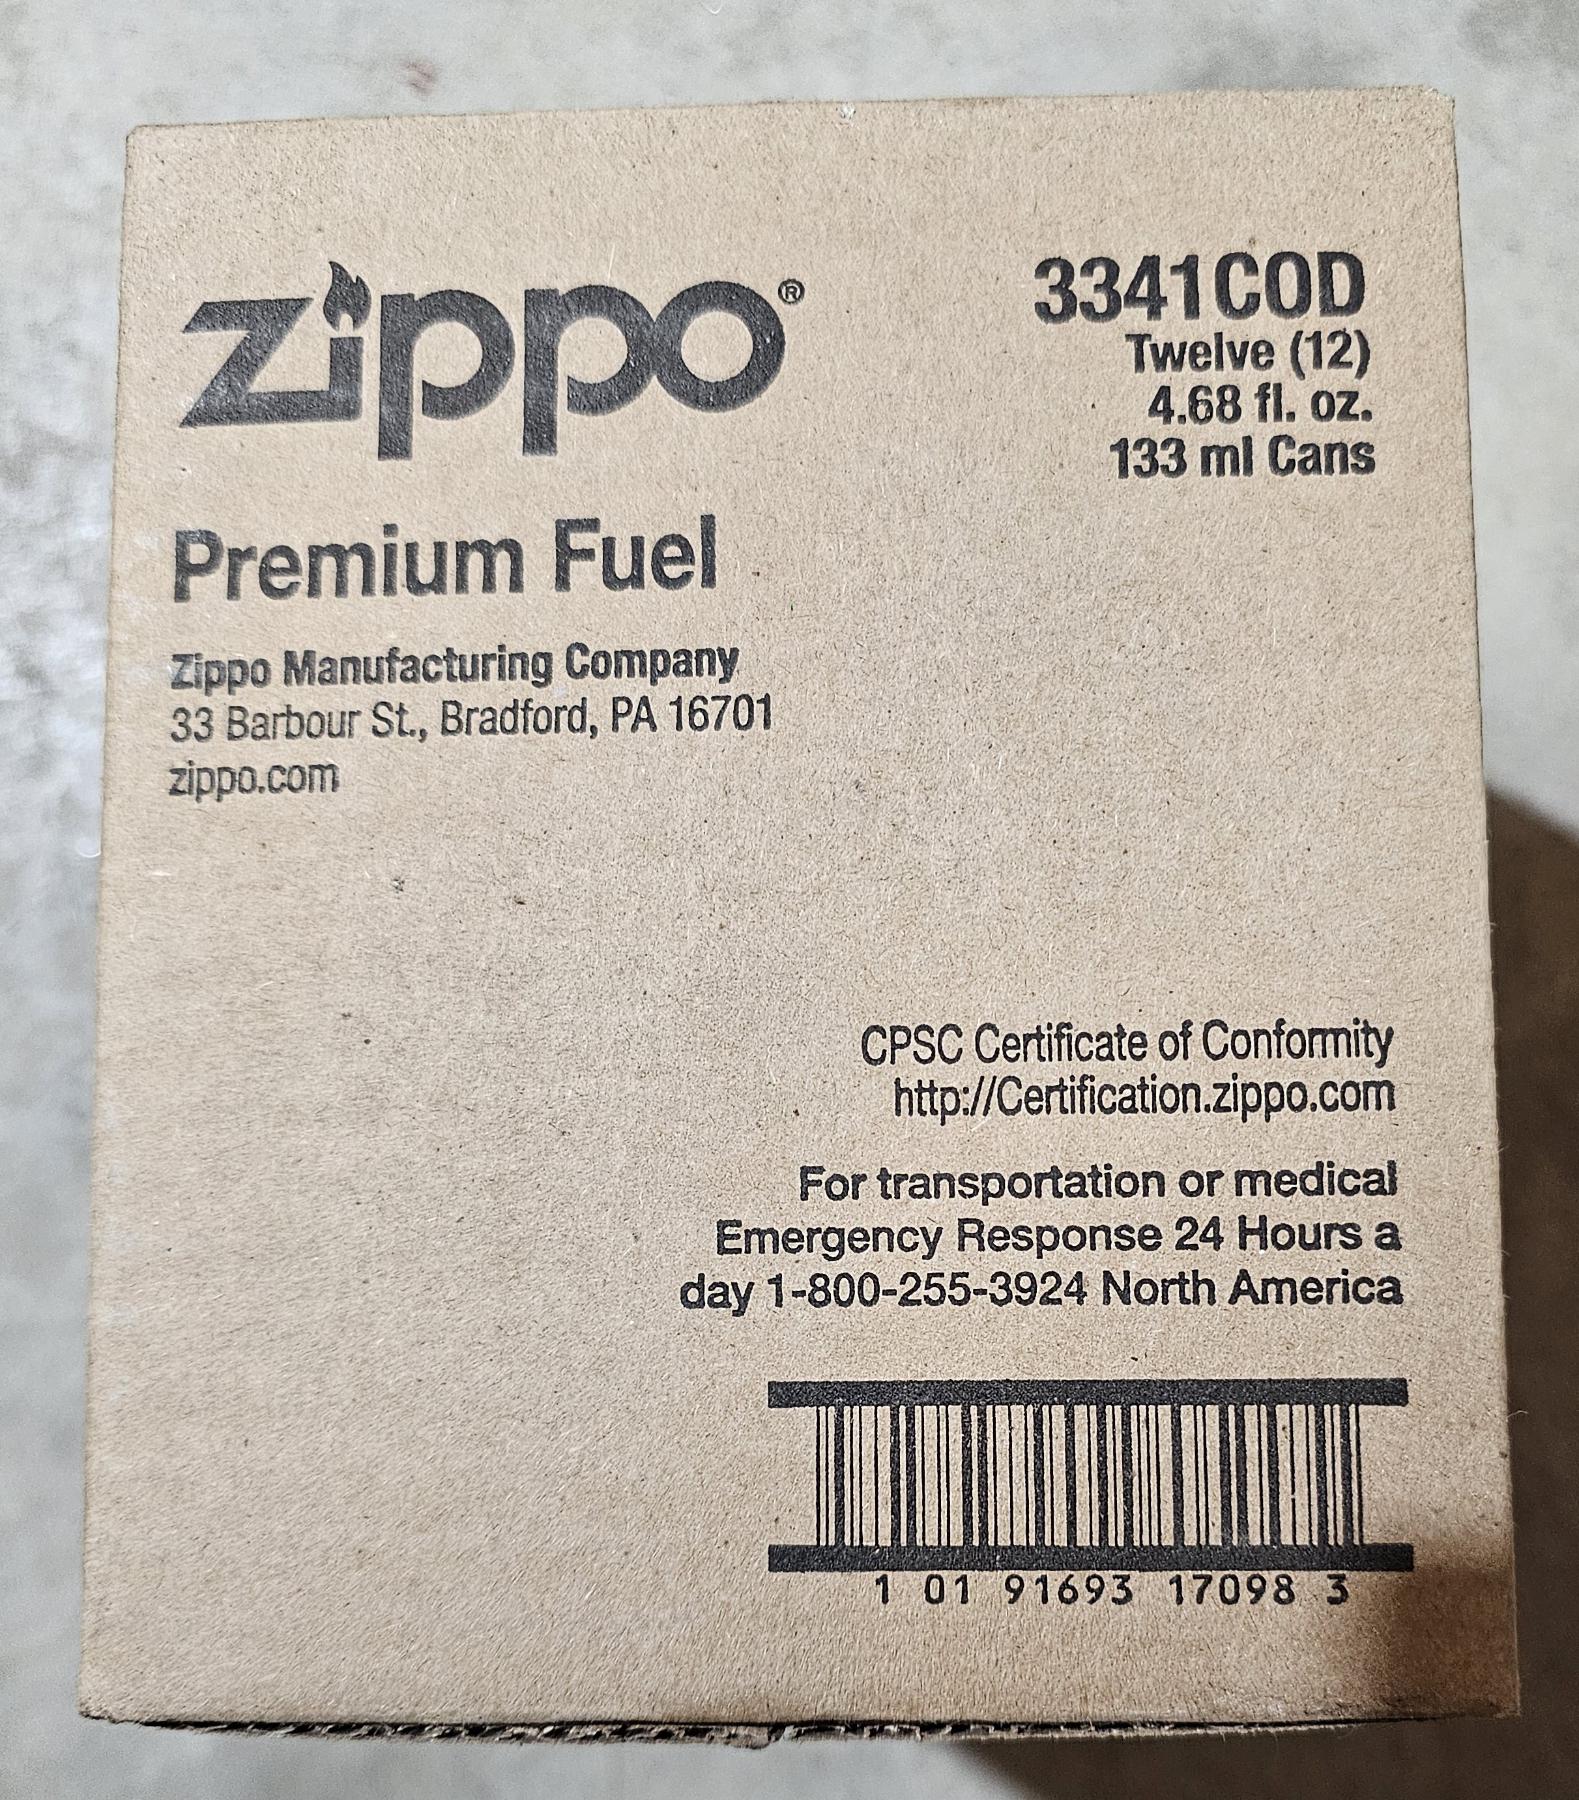 zippo®
3341COD
Twelve (12)
4.68 fl. oz.
133 ml Cans
Premium Fuel
Zippo Manufacturing Company
33 Barbour St., Bradford, PA 16701
zippo.com
CPSC Certificate of Conformity
http://Certification.zippo.com
For transportation or medical
Emergency Response 24 Hours a
day 1-800-255-3924 North America
1 01 91693 17098 3